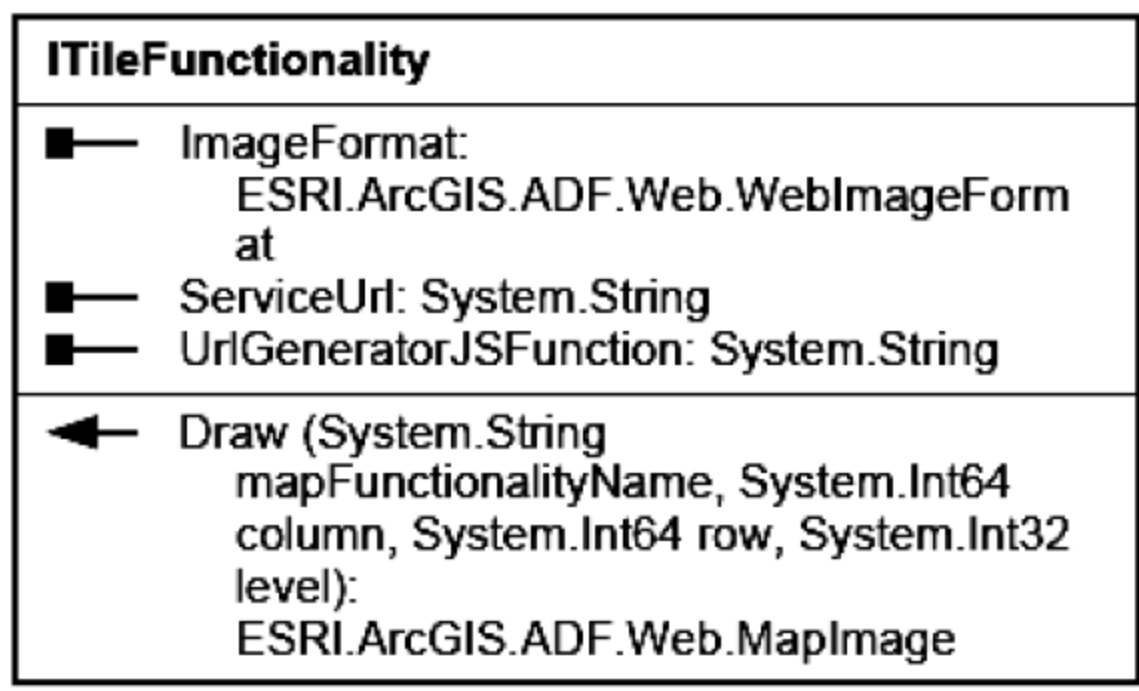 ITileFunctionality
ImageFormat:
ESRI.ArcGIS.ADF.Web.WebImageForm
at
ServiceUrl: System.String
UrlGeneratorJSFunction: System.String
Draw (System.String
mapFunctionalityName, System.Int64
column, System.Int64 row, System.Int32
level):
ESRI.ArcGIS.ADF.Web.MapImage